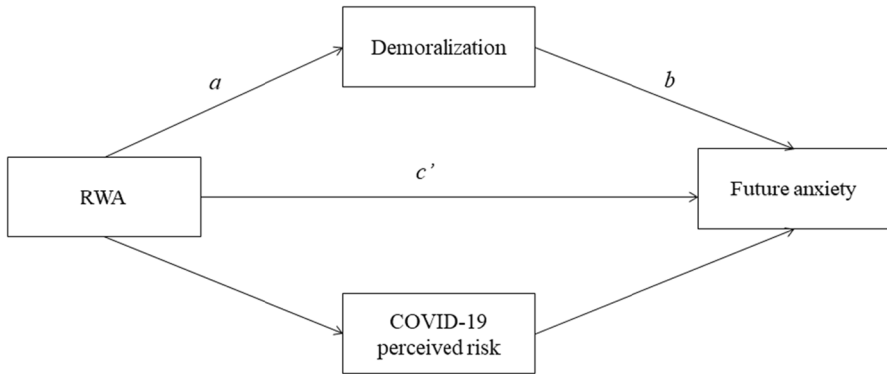 Demoralization
a
b
RWA
c’
Future anxiety
COVID-19
perceived risk